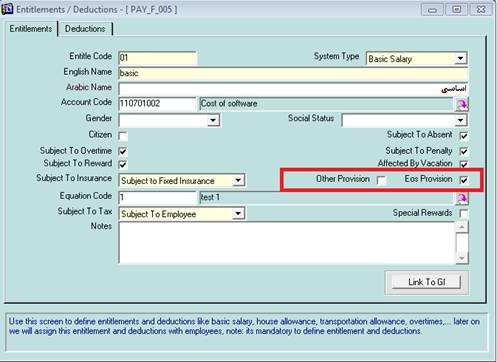 Entitlements / Deductions - [ PAY_F_005 ]
Entitlements Deductions
Entitle Code 01 System Type Basic Salary
English Name basic
Arabic Name اساسي
Account Code 110701002 Cost of software
Gender Social Status
Citizen Subject To Absent
Subject To Overtime Subject To Penalty
Subject To Reward Affected By Vacation
Subject To Insurance Subject to Fixed Insurance Other Provision Eos Provision
Equation Code 1 test 1
Subject To Tax Subject To Employee Special Rewards
Notes
Link To Gl
Use this screen to define entitlements and deductions like basic salary, house allowance, transportation allowance, overtimes,... later on
we will assign this entitlement and deductions with employees, note: its mandatory to define entitlement and deductions.